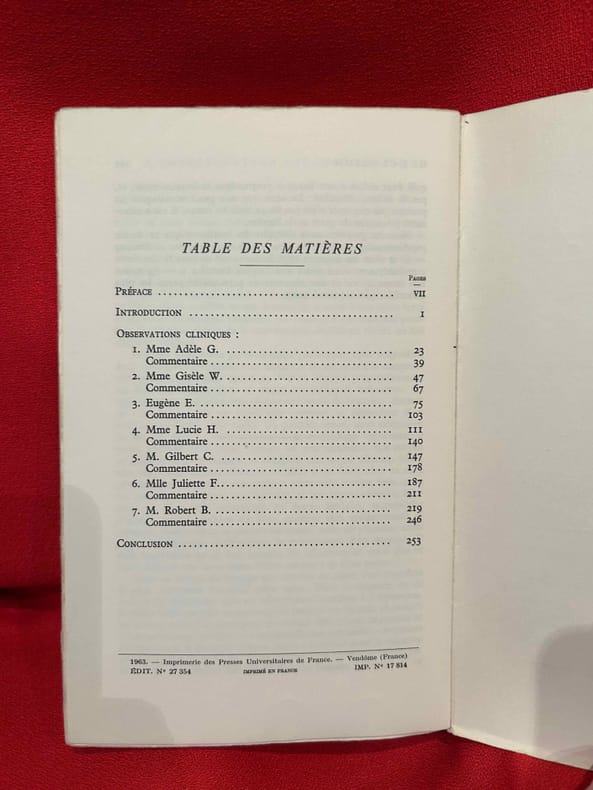 TABLE DES MATIÈRES
PAGES
PRÉFACE .......................................... VII
INTRODUCTION .................................... 1
OBSERVATIONS CLINIQUES :
1. Mme Adèle G. .............................. 23
Commentaire ................................. 39
2. Mme Gisèle W. .............................. 47
Commentaire ................................. 67
3. Eugène E. .................................. 75
Commentaire ................................. 103
4. Mme Lucie H. .............................. 111
Commentaire ................................. 140
5. M. Gilbert C. .............................. 147
Commentaire ................................. 178
6. Mlle Juliette F. .............................. 187
Commentaire ................................. 211
7. M. Robert B. .............................. 219
Commentaire ................................. 246
CONCLUSION ..................................... 253
1963. — Imprimerie des Presses Universitaires de France. — Vendôme (France)
ÉDIT. N° 27 354 IMPRIMÉ EN FRANCE IMP. N° 17 814